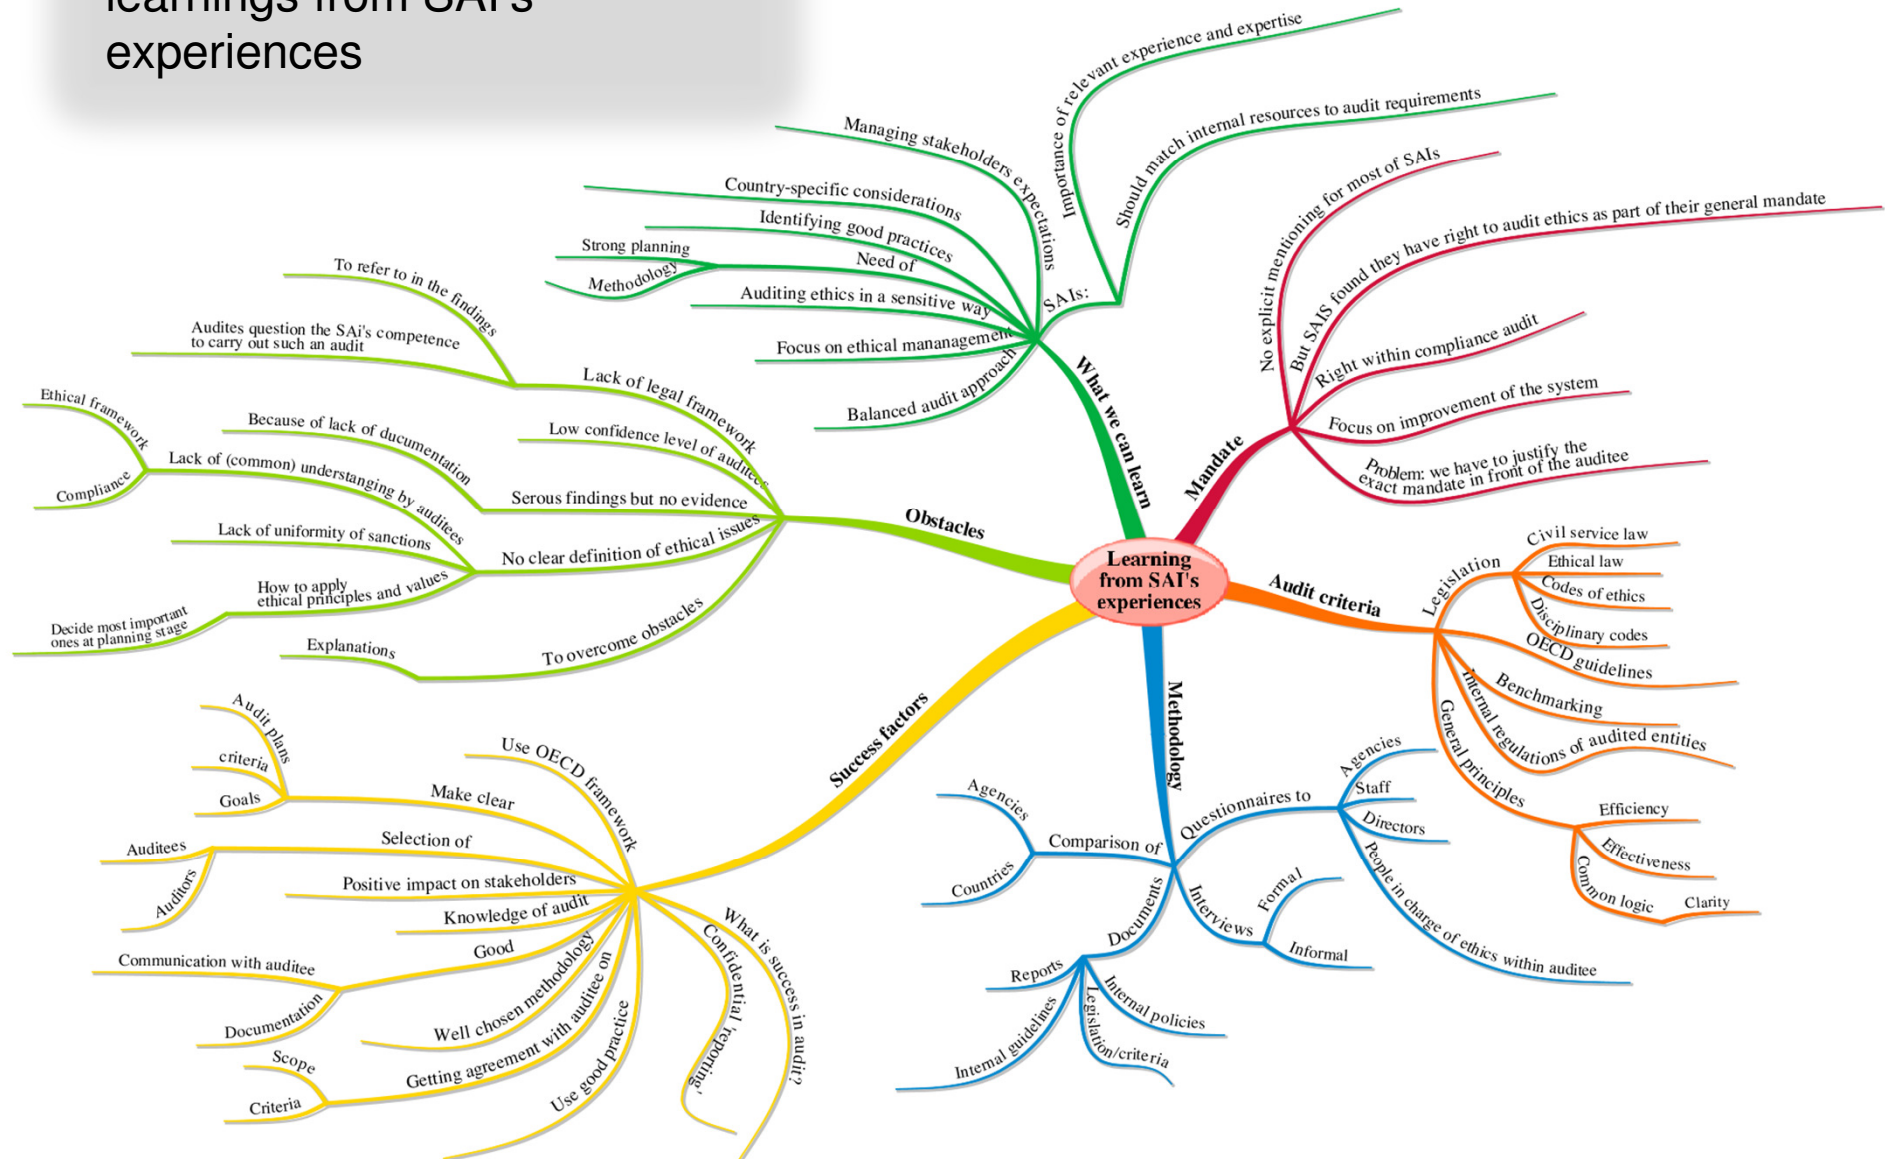 learnings from SAI's
experiences
Learning
from SAI's
experiences
What we can learn
SAIs:
Importance of relevant experience and expertise
Should match internal resources to audit requirements
Managing stakeholders expectations
Country-specific considerations
Identifying good practices
Need of
Strong planning
Methodology
Auditing ethics in a sensitive way
Focus on ethical mananagement
Balanced audit approach
Mandate
No explicit mentioning for most of SAIs
But SAIS found they have right to audit ethics as part of their general mandate
Right within compliance audit
Focus on improvement of the system
Problem: we have to justify the
exact mandate in front of the auditee
Audit criteria
Legislation
Civil service law
Ethical law
Codes of ethics
Disciplinary codes
OECD guidelines
Benchmarking
Internal regulations of audited entities
General principles
Efficiency
Effectiveness
Common logic
Clarity
Methodology
Questionnaires to
Agencies
Staff
Directors
People in charge of ethics within auditee
Interviews
Formal
Informal
Documents
Reports
Internal guidelines
Legislation/criteria
Internal policies
Comparison of
Agencies
Countries
Success factors
Use OECD framework
Make clear
Audit plans
criteria
Goals
Selection of
Auditees
Auditors
Positive impact on stakeholders
Knowledge of audit
Good
Communication with auditee
Documentation
Well chosen methodology
Getting agreement with auditee on
Scope
Criteria
Use good practice
Confidential 'reporting'
What is success in audit?
Obstacles
Lack of legal framework
To refer to in the findings
Audites question the SAi's competence
to carry out such an audit
Low confidence level of auditees
Serous findings but no evidence
Because of lack of ducumentation
No clear definition of ethical issues
Lack of (common) understanging by auditees
Ethical framework
Compliance
Lack of uniformity of sanctions
How to apply
ethical principles and values
Decide most important
ones at planning stage
To overcome obstacles
Explanations